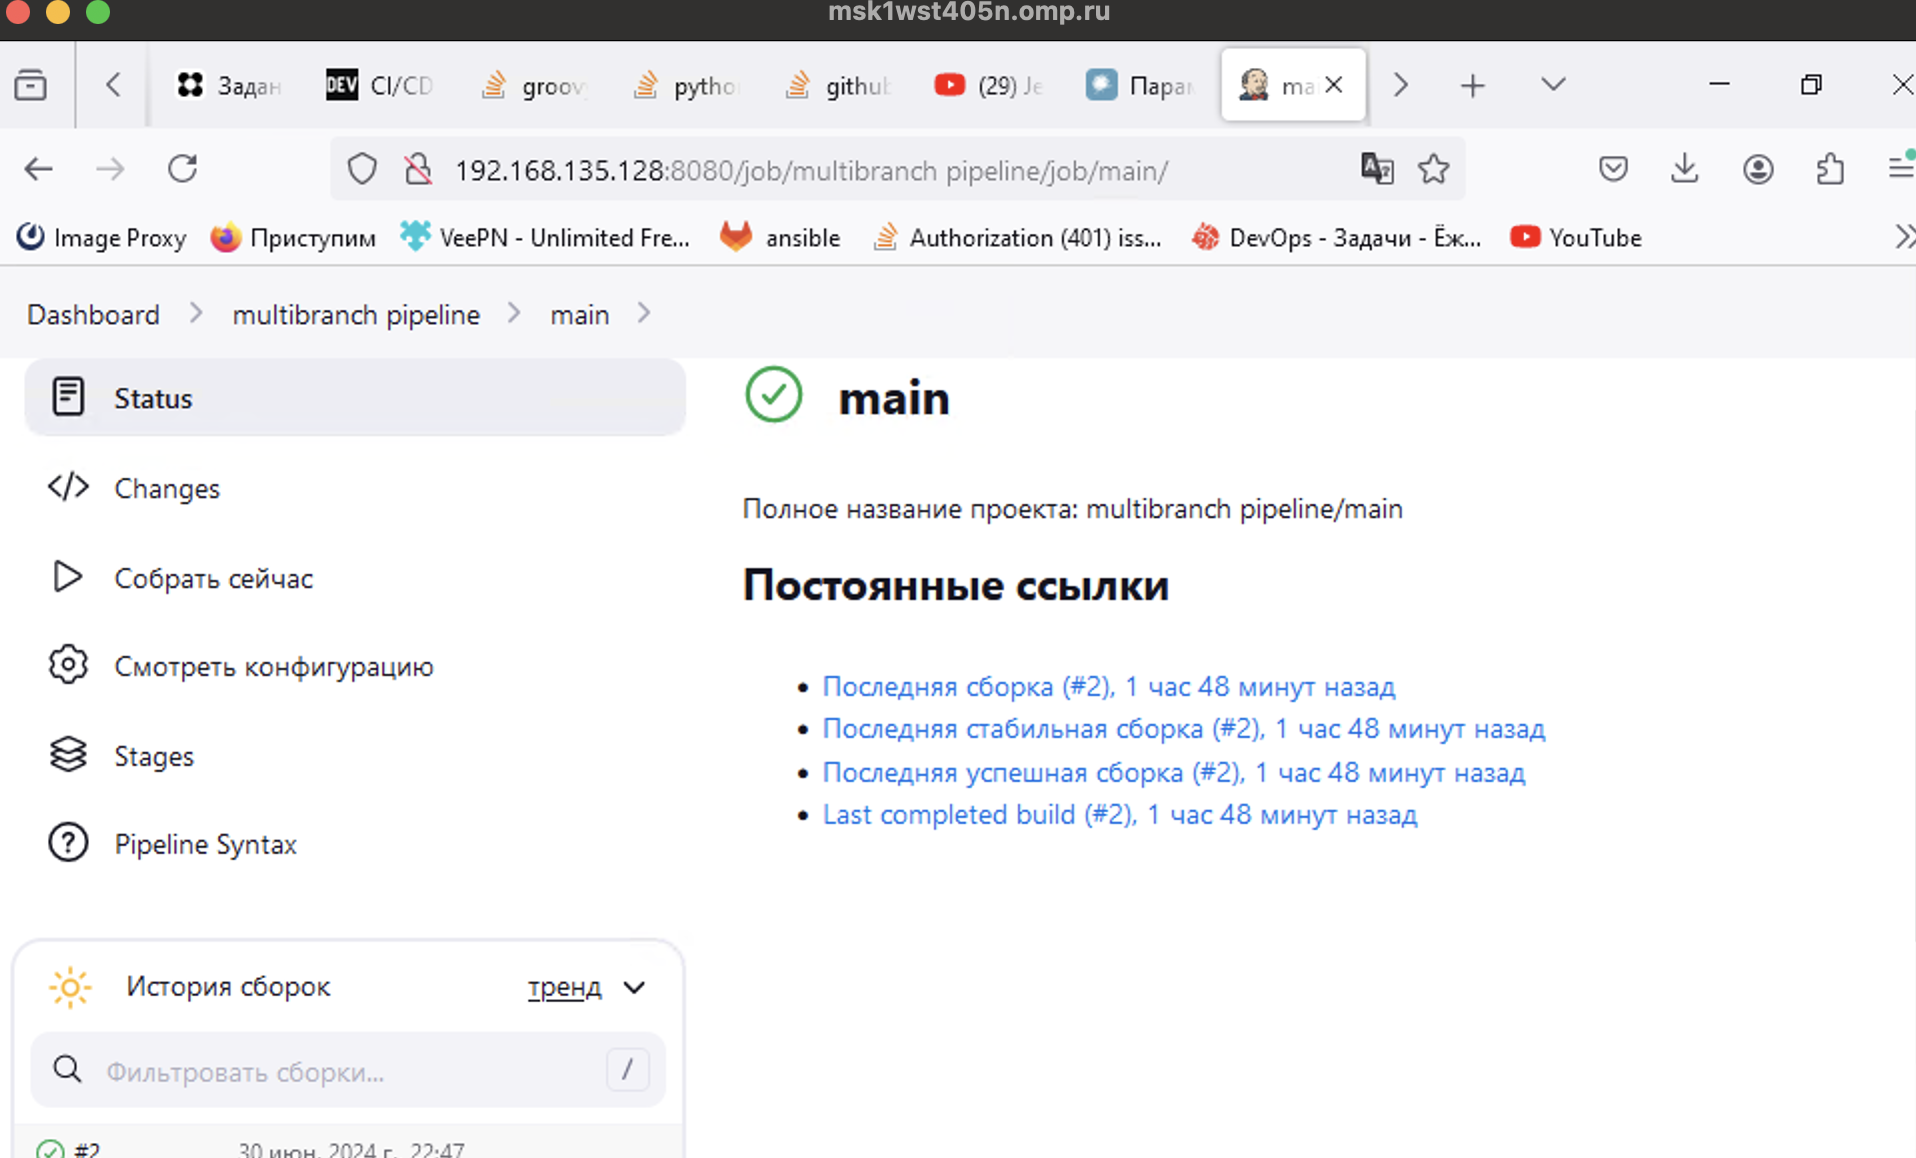 msk1wst405n.omp.ru
Задан DEV CI/CD groov pytho github (29) Je Парам ma
192.168.135.128:8080/job/multibranch pipeline/job/main/
Image Proxy Приступим VeePN - Unlimited Fre... ansible Authorization (401) iss... DevOps - Задачи - Ёж... YouTube
Dashboard multibranch pipeline main
Status
Changes
Собрать сейчас
Смотреть конфигурацию
Stages
Pipeline Syntax
История сборок тренд
Фильтровать сборки... /
#2 30 июн. 2024 г., 22:47
main
Полное название проекта: multibranch pipeline/main
Постоянные ссылки
Последняя сборка (#2), 1 час 48 минут назад
Последняя стабильная сборка (#2), 1 час 48 минут назад
Последняя успешная сборка (#2), 1 час 48 минут назад
Last completed build (#2), 1 час 48 минут назад